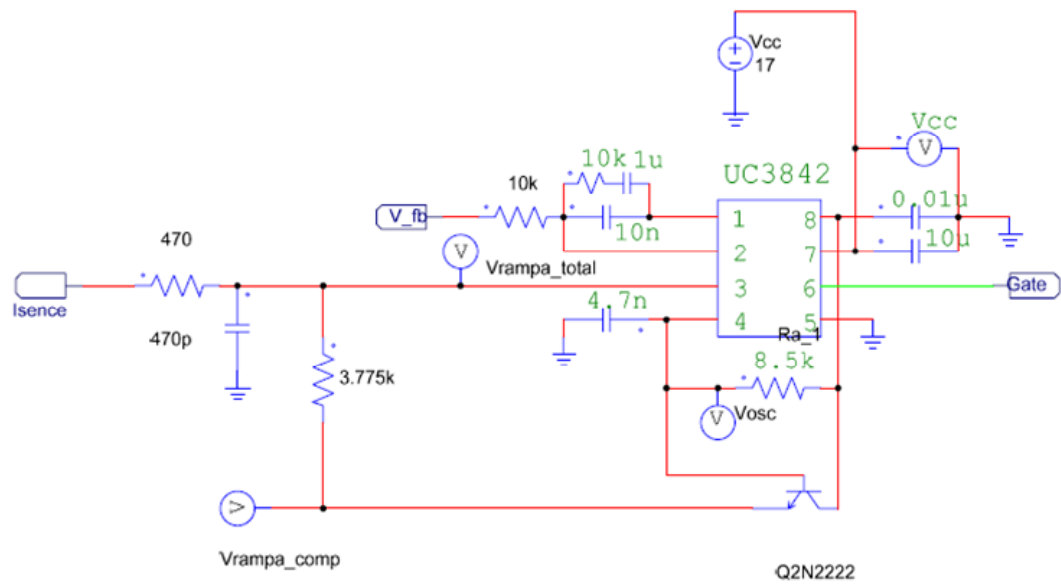 Vcc
17
Vcc
V
10k 1u
UC3842
10k
0.01u
V_fb
1
8
10n
10u
470
V
2
7
Vrampa_total
Isence
3
6
Gate
4.7n
4
5
470p
Ra_1
8.5k
3.775k
V
Vosc
V
Vrampa_comp
Q2N2222